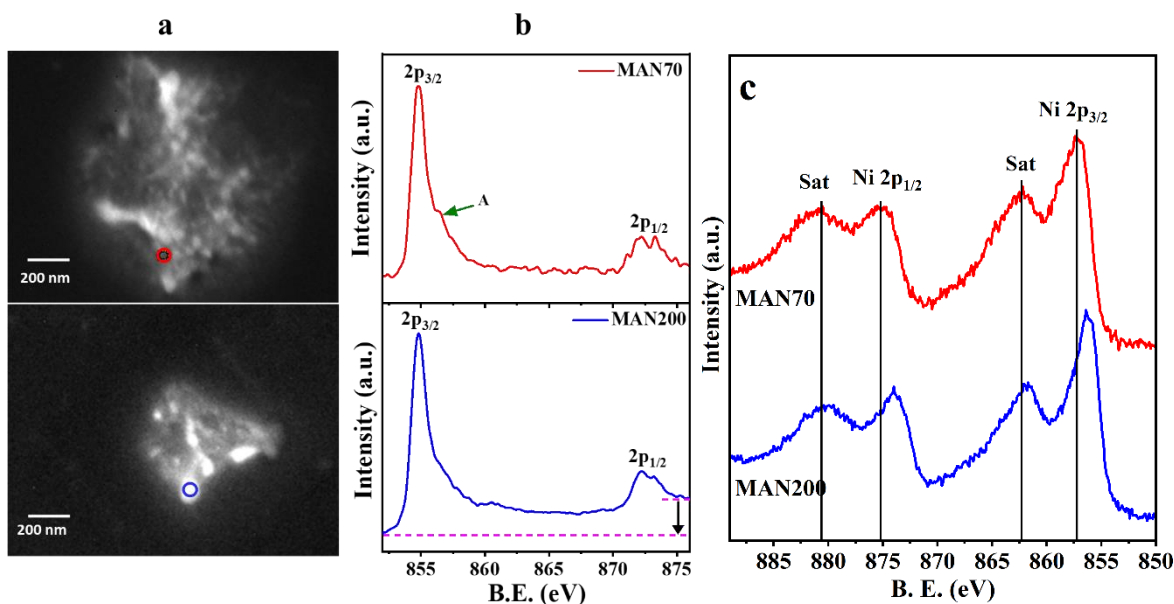 a
200 nm
200 nm
b
MAN70
2p3/2
A
2p1/2
Intensity (a.u.)
MAN200
2p3/2
2p1/2
Intensity (a.u.)
855 860 865 870 875
B.E. (eV)
c
Ni 2p3/2
Sat
Ni 2p1/2
Sat
MAN70
MAN200
Intensity (a.u.)
885 880 875 870 865 860 855 850
B. E. (eV)